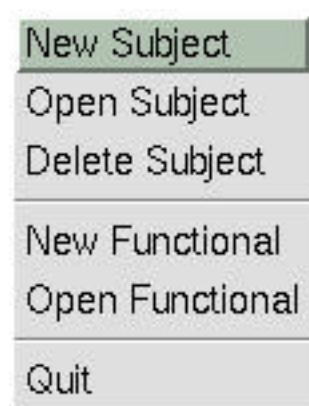 New Subject
Open Subject
Delete Subject
New Functional
Open Functional
Quit